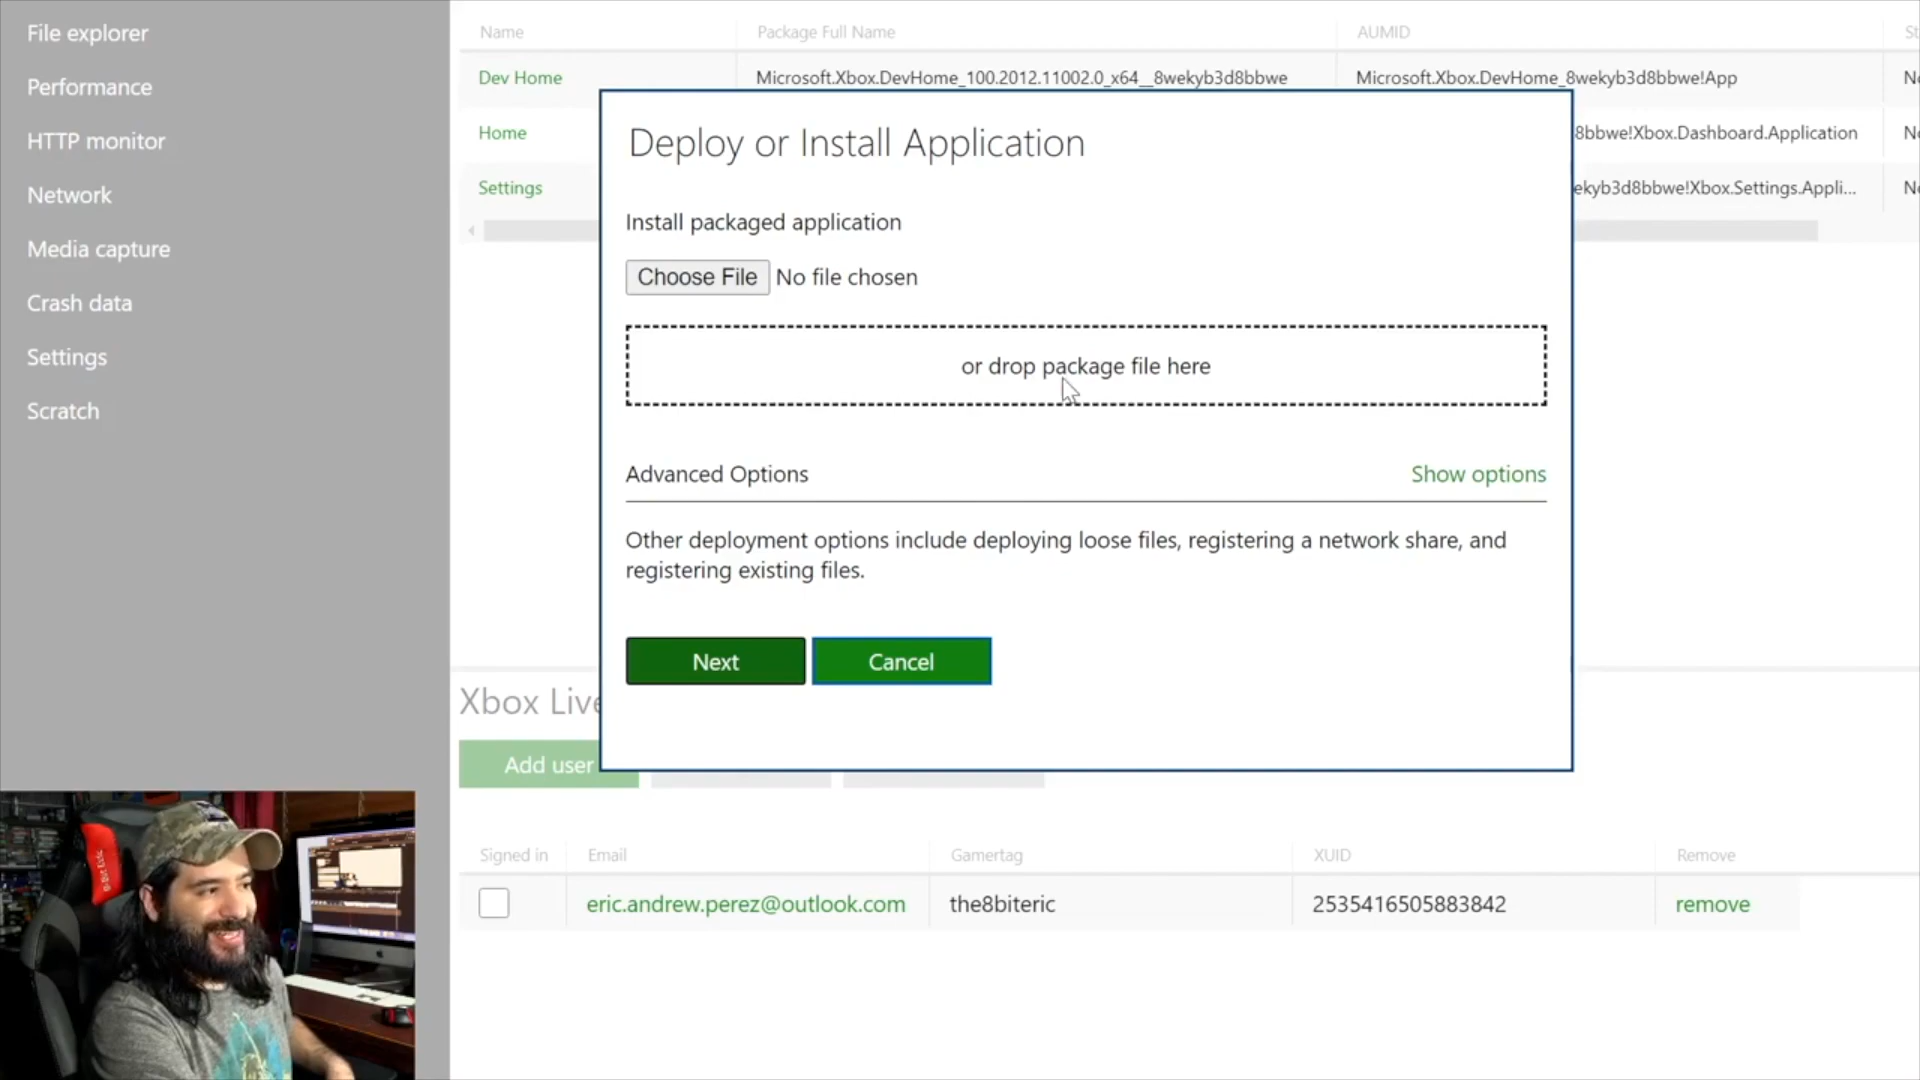 File explorer
Performance
HTTP monitor
Network
Media capture
Crash data
Settings
Scratch
Name Package Full Name AUMID
Dev Home Microsoft.Xbox.DevHome_100.2012.11002.0_x64__8wekyb3d8bbwe Microsoft.Xbox.DevHome_8wekyb3d8bbwe!App
Home 8bbwe!Xbox.Dashboard.Application
Settings ekyb3d8bbwe!Xbox.Settings.Appli...
Deploy or Install Application
Install packaged application
Choose File No file chosen
or drop package file here
Advanced Options Show options
Other deployment options include deploying loose files, registering a network share, and
registering existing files.
Next Cancel
Xbox Live
Add user
Signed in Email Gamertag XUID Remove
eric.andrew.perez@outlook.com the8biteric 2535416505883842 remove